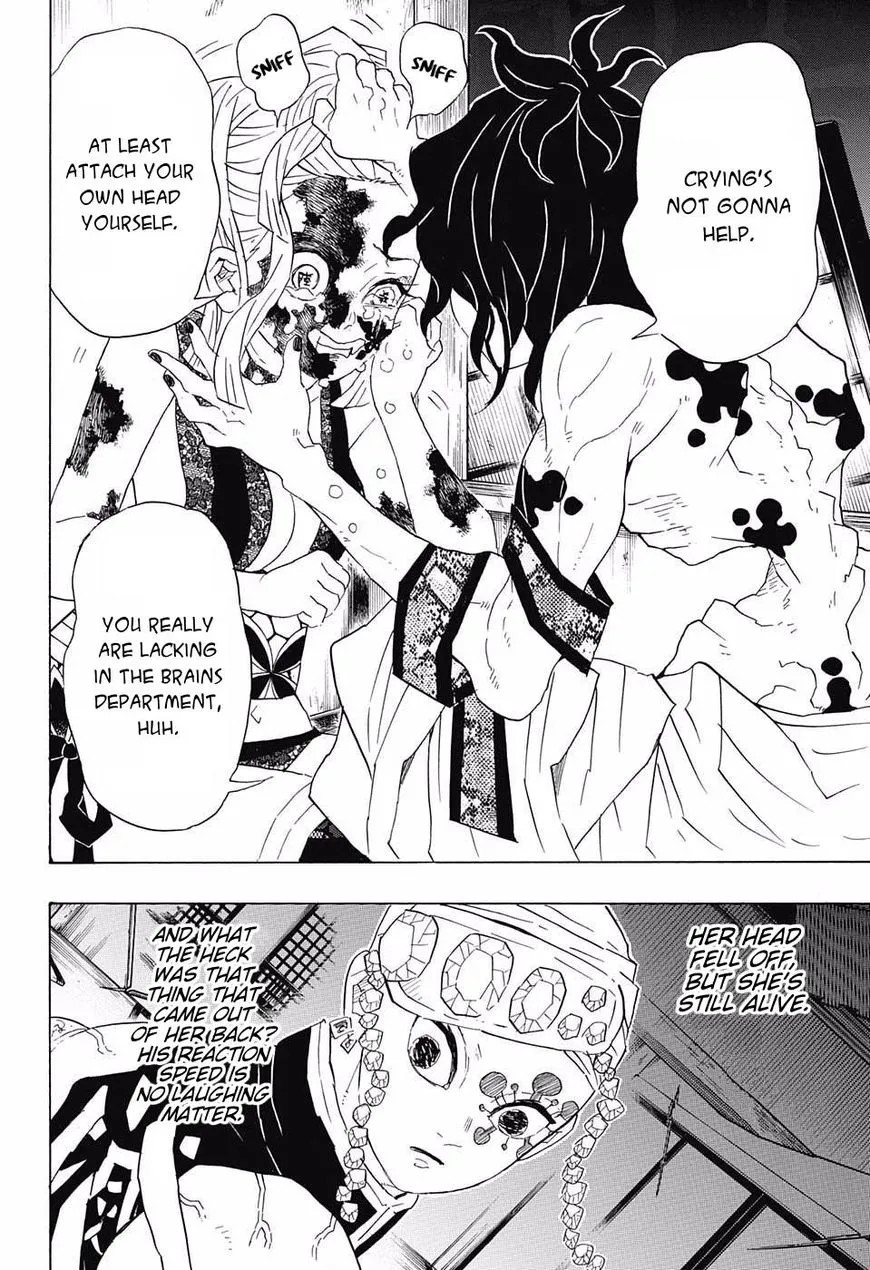 CRYING'S
NOT GONNA
HELP.
SNIFF
SNIFF
AT LEAST
ATTACH YOUR
OWN HEAD
YOURSELF.
YOU REALLY
ARE LACKING
IN THE BRAINS
DEPARTMENT,
HUH.
HER HEAD
FELL OFF,
BUT SHE'S
STILL ALIVE.
AND WHAT
THE HECK
WAS THAT
THING THAT
CAME OUT
OF HER BACK?
HIS REACTION
SPEED IS
NO LAUGHING
MATTER.